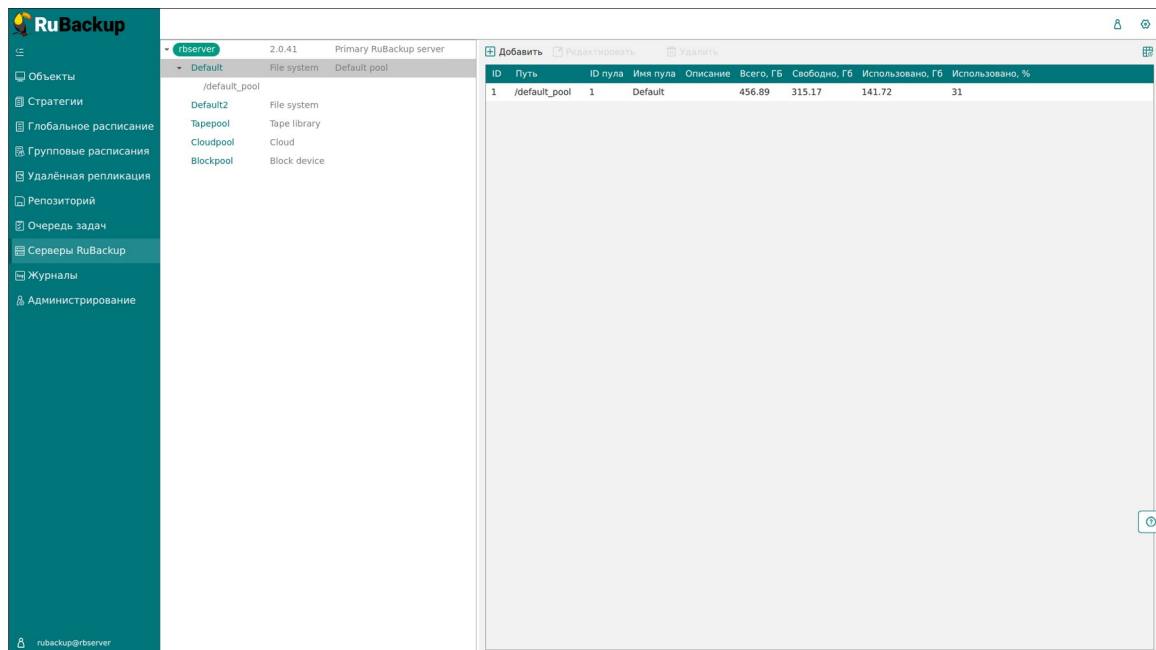 RuBackup
Объекты
Стратегии
Глобальное расписание
Групповые расписания
Удалённая репликация
Репозиторий
Очередь задач
Серверы RuBackup
Журналы
Администрирование
rubackup@rbserver
rbserver 2.0.41 Primary RuBackup server
Default File system Default pool
/default_pool
Default2 File system
Tapepool Tape library
Cloudpool Cloud
Blockpool Block device
Добавить Редактировать Удалить
ID Путь ID пула Имя пула Описание Всего, ГБ Свободно, Гб Использовано, Гб Использовано, %
1 /default_pool 1 Default 456.89 315.17 141.72 31